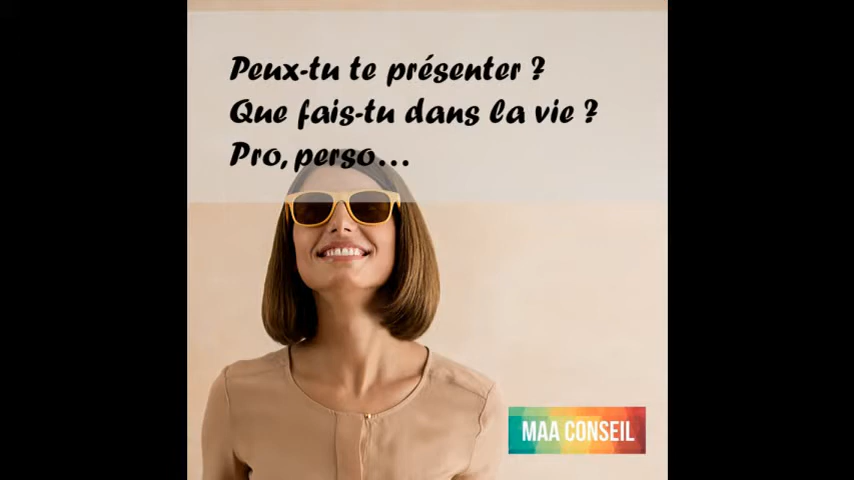 Peux-tu te présenter ?
Que fais-tu dans la vie ?
Pro, perso...
MAA CONSEIL